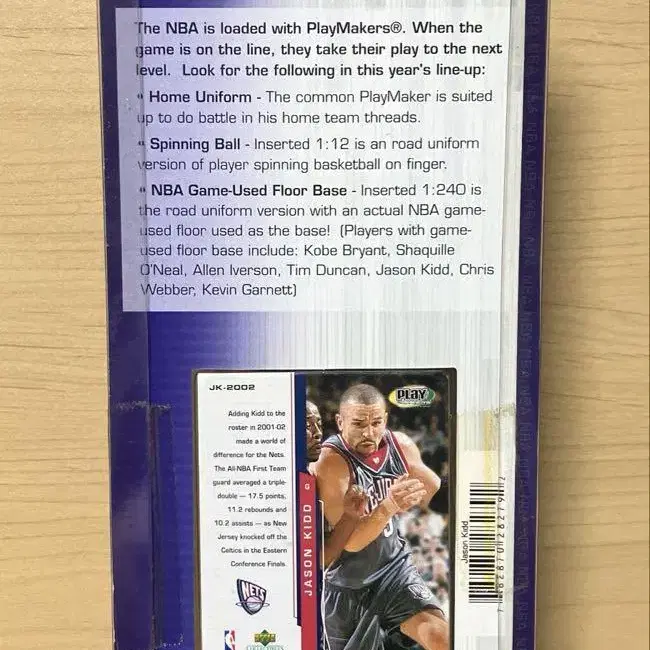 The NBA is loaded with PlayMakers®. When the
game is on the line, they take their play to the next
level. Look for the following in this year's line-up:
Home Uniform - The common PlayMaker is suited
up to do battle in his home team threads.
Spinning Ball - Inserted 1:12 is an road uniform
version of player spinning basketball on finger.
NBA Game-Used Floor Base - Inserted 1:240 is
the road uniform version with an actual NBA game-
used floor used as the base! (Players with game-
used floor base include: Kobe Bryant, Shaquille
O'Neal, Allen Iverson, Tim Duncan, Jason Kidd, Chris
Webber, Kevin Garnett)
JK-2002
Adding Kidd to the
roster in 2001-02
made a world of
difference for the Nets.
The All-NBA First Team
guard averaged a triple-
double — 17.5 points,
11.2 rebounds and
10.2 assists — as New
Jersey knocked off the
Celtics in the Eastern
Conference Finals.
NETS
UPPER DECK
PLAY
JASON KIDD
G
Jason Kidd